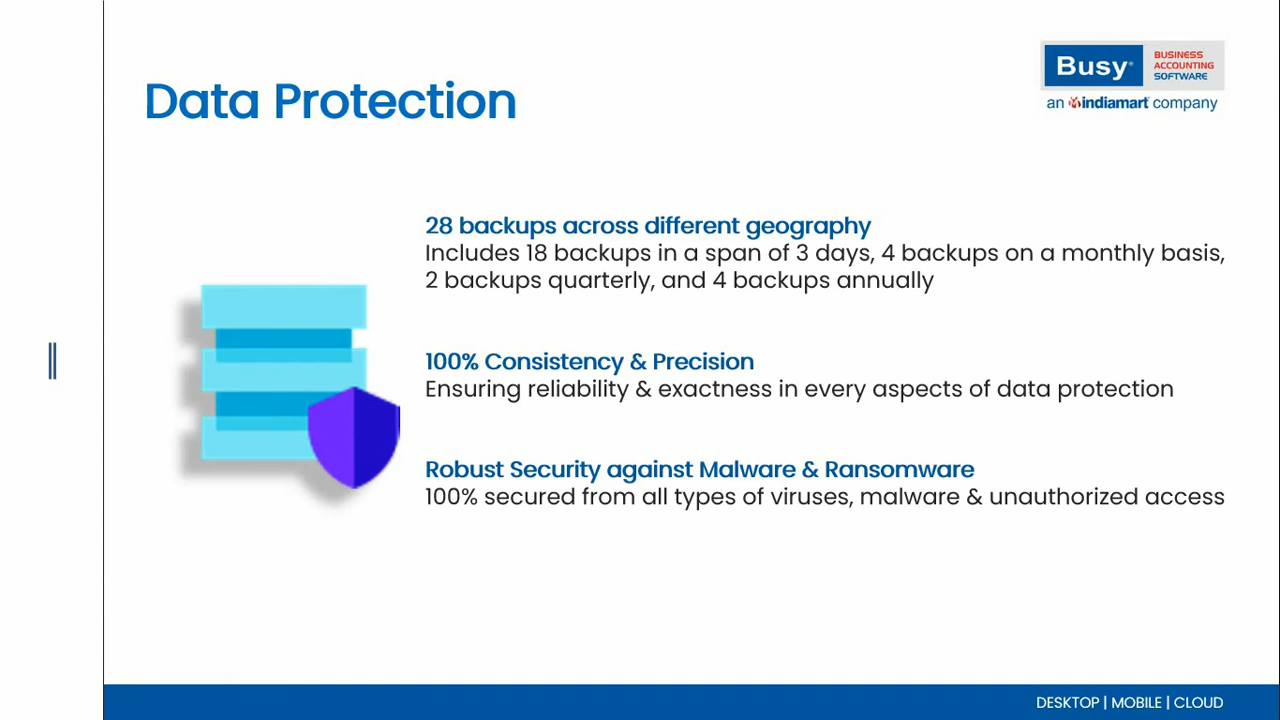 Data Protection
Busy
BUSINESS
ACCOUNTING
SOFTWARE
an indiamart company
28 backups across different geography
Includes 18 backups in a span of 3 days, 4 backups on a monthly basis,
2 backups quarterly, and 4 backups annually
100% Consistency & Precision
Ensuring reliability & exactness in every aspects of data protection
Robust Security against Malware & Ransomware
100% secured from all types of viruses, malware & unauthorized access
DESKTOP | MOBILE | CLOUD